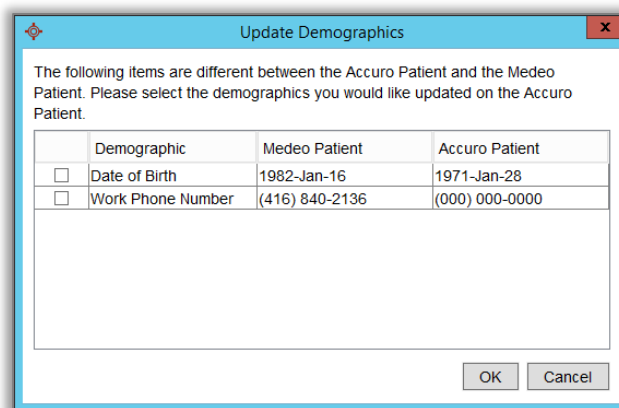 Update Demographics
x
The following items are different between the Accuro Patient and the Medeo
Patient. Please select the demographics you would like updated on the Accuro
Patient.
Demographic Medeo Patient Accuro Patient
Date of Birth 1982-Jan-16 1971-Jan-28
Work Phone Number (416) 840-2136 (000) 000-0000
OK Cancel